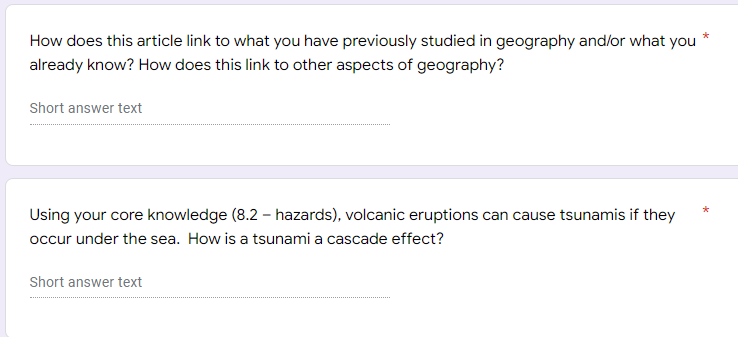 How does this article link to what you have previously studied in geography and/or what you *
already know? How does this link to other aspects of geography?
Short answer text
Using your core knowledge (8.2 – hazards), volcanic eruptions can cause tsunamis if they *
occur under the sea.  How is a tsunami a cascade effect?
Short answer text